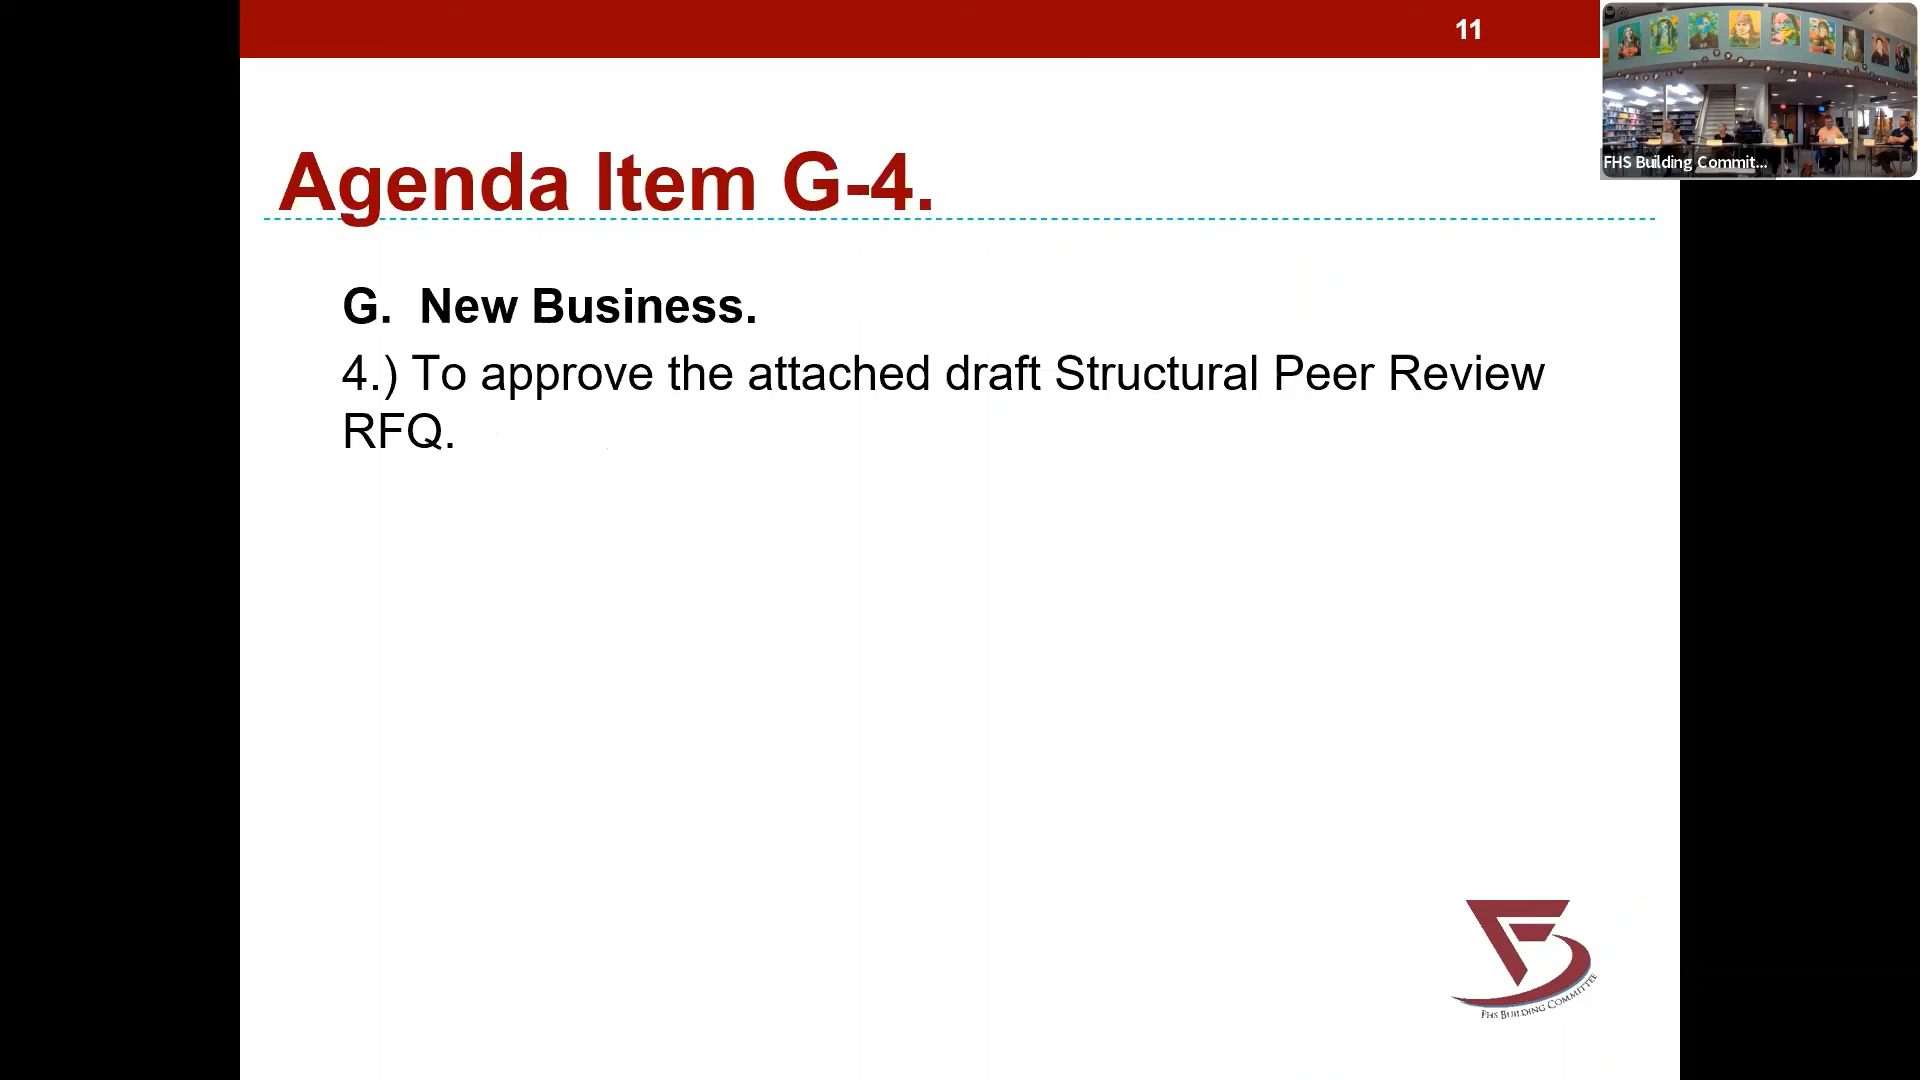 11
FHS Building Commit...
Agenda Item G-4.
G. New Business.
4.) To approve the attached draft Structural Peer Review
RFQ.
FHS BUILDING COMMITTEE